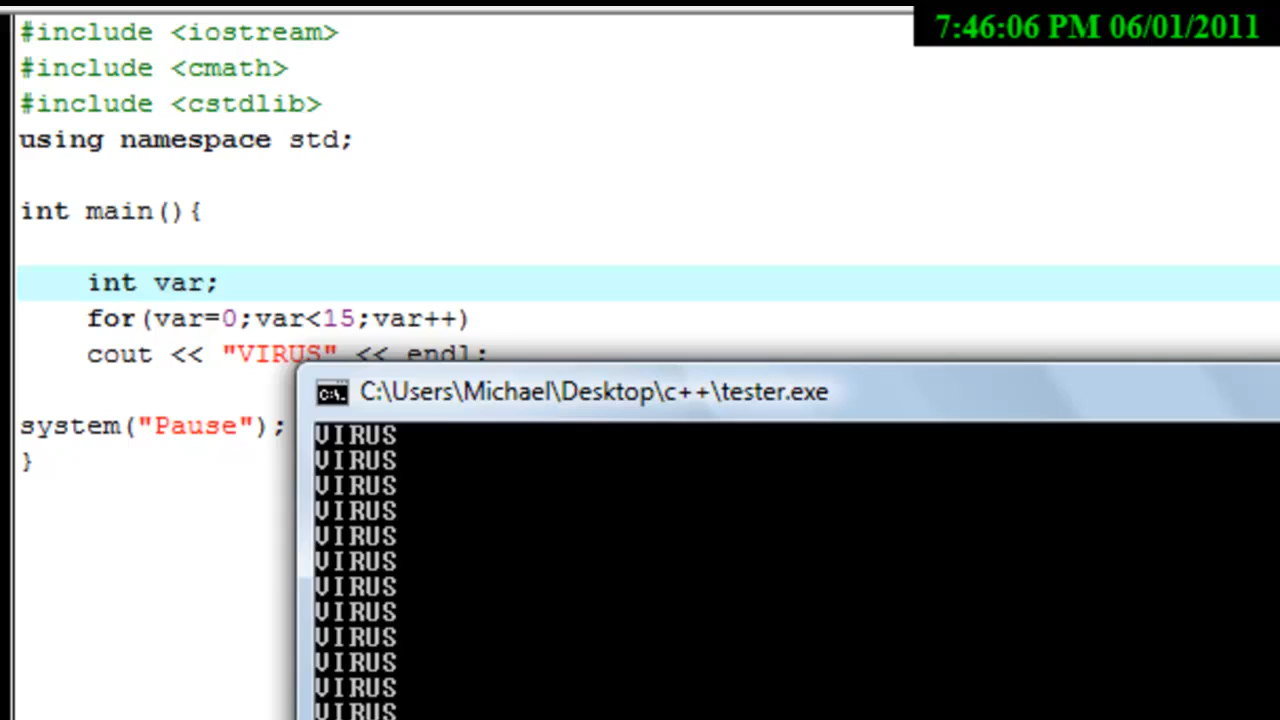 7:46:06 PM 06/01/2011
#include <iostream>
#include <cmath>
#include <cstdlib>
using namespace std;
int main(){
int var;
for(var=0;var<15;var++)
cout << "VIRUS" << endl;
system("Pause");
}
C:\Users\Michael\Desktop\c++\tester.exe
VIRUS
VIRUS
VIRUS
VIRUS
VIRUS
VIRUS
VIRUS
VIRUS
VIRUS
VIRUS
VIRUS
VIRUS